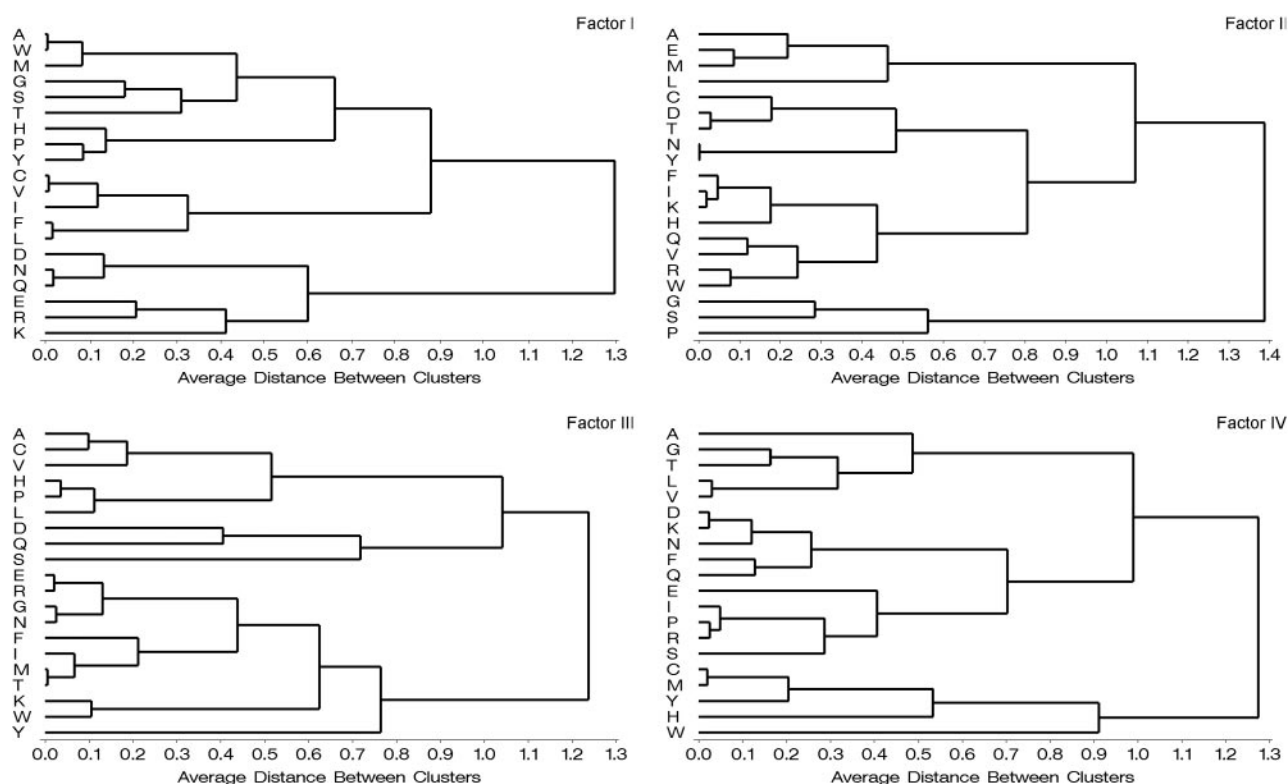 Factor I
A
W
M
G
S
T
H
P
Y
C
V
I
F
L
D
N
Q
E
R
K
0.0 0.1 0.2 0.3 0.4 0.5 0.6 0.7 0.8 0.9 1.0 1.1 1.2 1.3
Average Distance Between Clusters
Factor II
A
E
M
L
C
D
T
N
Y
F
I
K
H
Q
V
R
W
G
S
P
0.0 0.1 0.2 0.3 0.4 0.5 0.6 0.7 0.8 0.9 1.0 1.1 1.2 1.3 1.4
Average Distance Between Clusters
Factor III
A
C
V
H
P
L
D
Q
S
E
R
G
N
F
I
M
T
K
W
Y
0.0 0.1 0.2 0.3 0.4 0.5 0.6 0.7 0.8 0.9 1.0 1.1 1.2 1.3
Average Distance Between Clusters
Factor IV
A
G
T
L
V
D
K
N
F
Q
E
I
P
R
S
C
M
Y
H
W
0.0 0.1 0.2 0.3 0.4 0.5 0.6 0.7 0.8 0.9 1.0 1.1 1.2 1.3
Average Distance Between Clusters